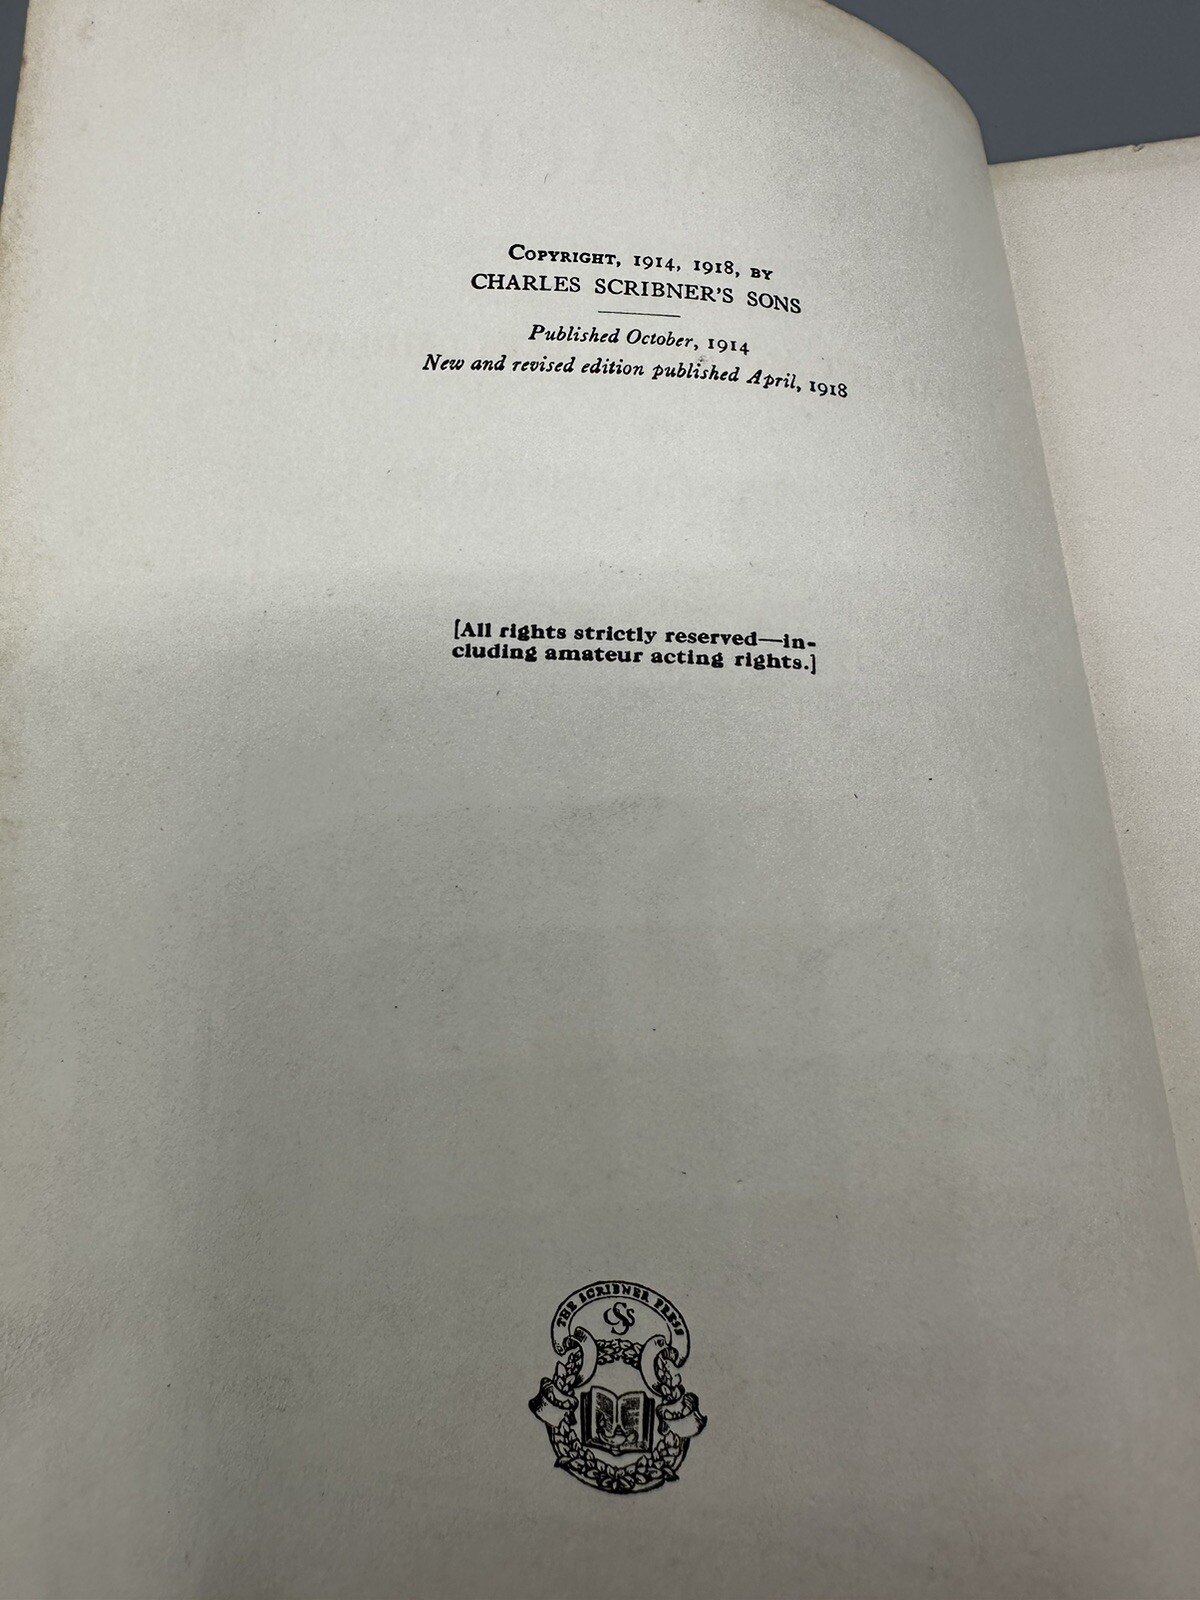 COPYRIGHT, 1914, 1918, BY
CHARLES SCRIBNER'S SONS
Published October, 1914
New and revised edition published April, 1918
[All rights strictly reserved—in-
cluding amateur acting rights.]
THE SCRIBNER PRESS
CSS